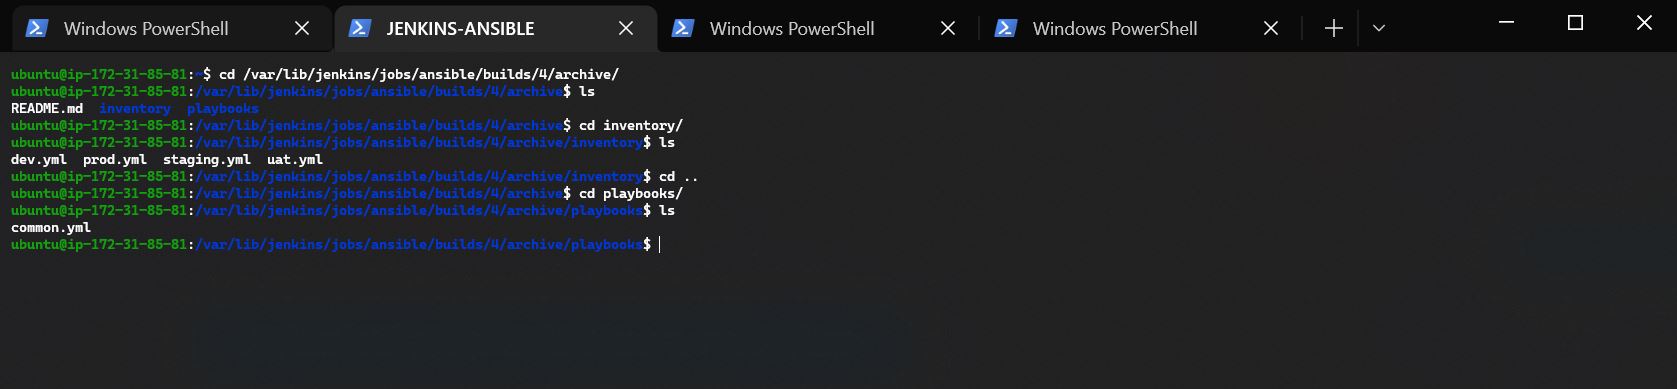 Windows PowerShell
JENKINS-ANSIBLE
Windows PowerShell
Windows PowerShell
ubuntu@ip-172-31-85-81:~$ cd /var/lib/jenkins/jobs/ansible/builds/4/archive/
ubuntu@ip-172-31-85-81:/var/lib/jenkins/jobs/ansible/builds/4/archive$ ls
README.md  inventory  playbooks
ubuntu@ip-172-31-85-81:/var/lib/jenkins/jobs/ansible/builds/4/archive$ cd inventory/
ubuntu@ip-172-31-85-81:/var/lib/jenkins/jobs/ansible/builds/4/archive/inventory$ ls
dev.yml  prod.yml  staging.yml  uat.yml
ubuntu@ip-172-31-85-81:/var/lib/jenkins/jobs/ansible/builds/4/archive/inventory$ cd ..
ubuntu@ip-172-31-85-81:/var/lib/jenkins/jobs/ansible/builds/4/archive$ cd playbooks/
ubuntu@ip-172-31-85-81:/var/lib/jenkins/jobs/ansible/builds/4/archive/playbooks$ ls
common.yml
ubuntu@ip-172-31-85-81:/var/lib/jenkins/jobs/ansible/builds/4/archive/playbooks$